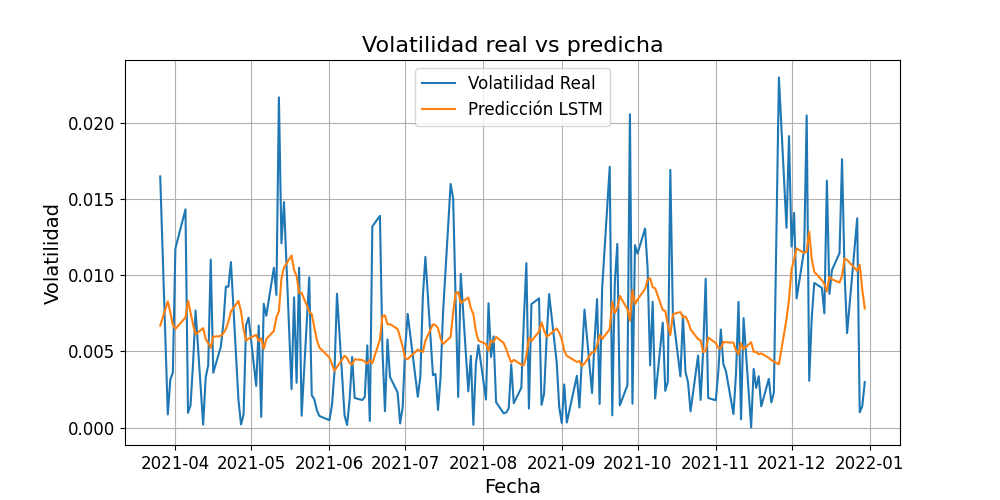 Volatilidad real vs predicha
Volatilidad Real
Predicción LSTM
Volatilidad
0.020
0.015
0.010
0.005
0.000
2021-04 2021-05 2021-06 2021-07 2021-08 2021-09 2021-10 2021-11 2021-12 2022-01
Fecha